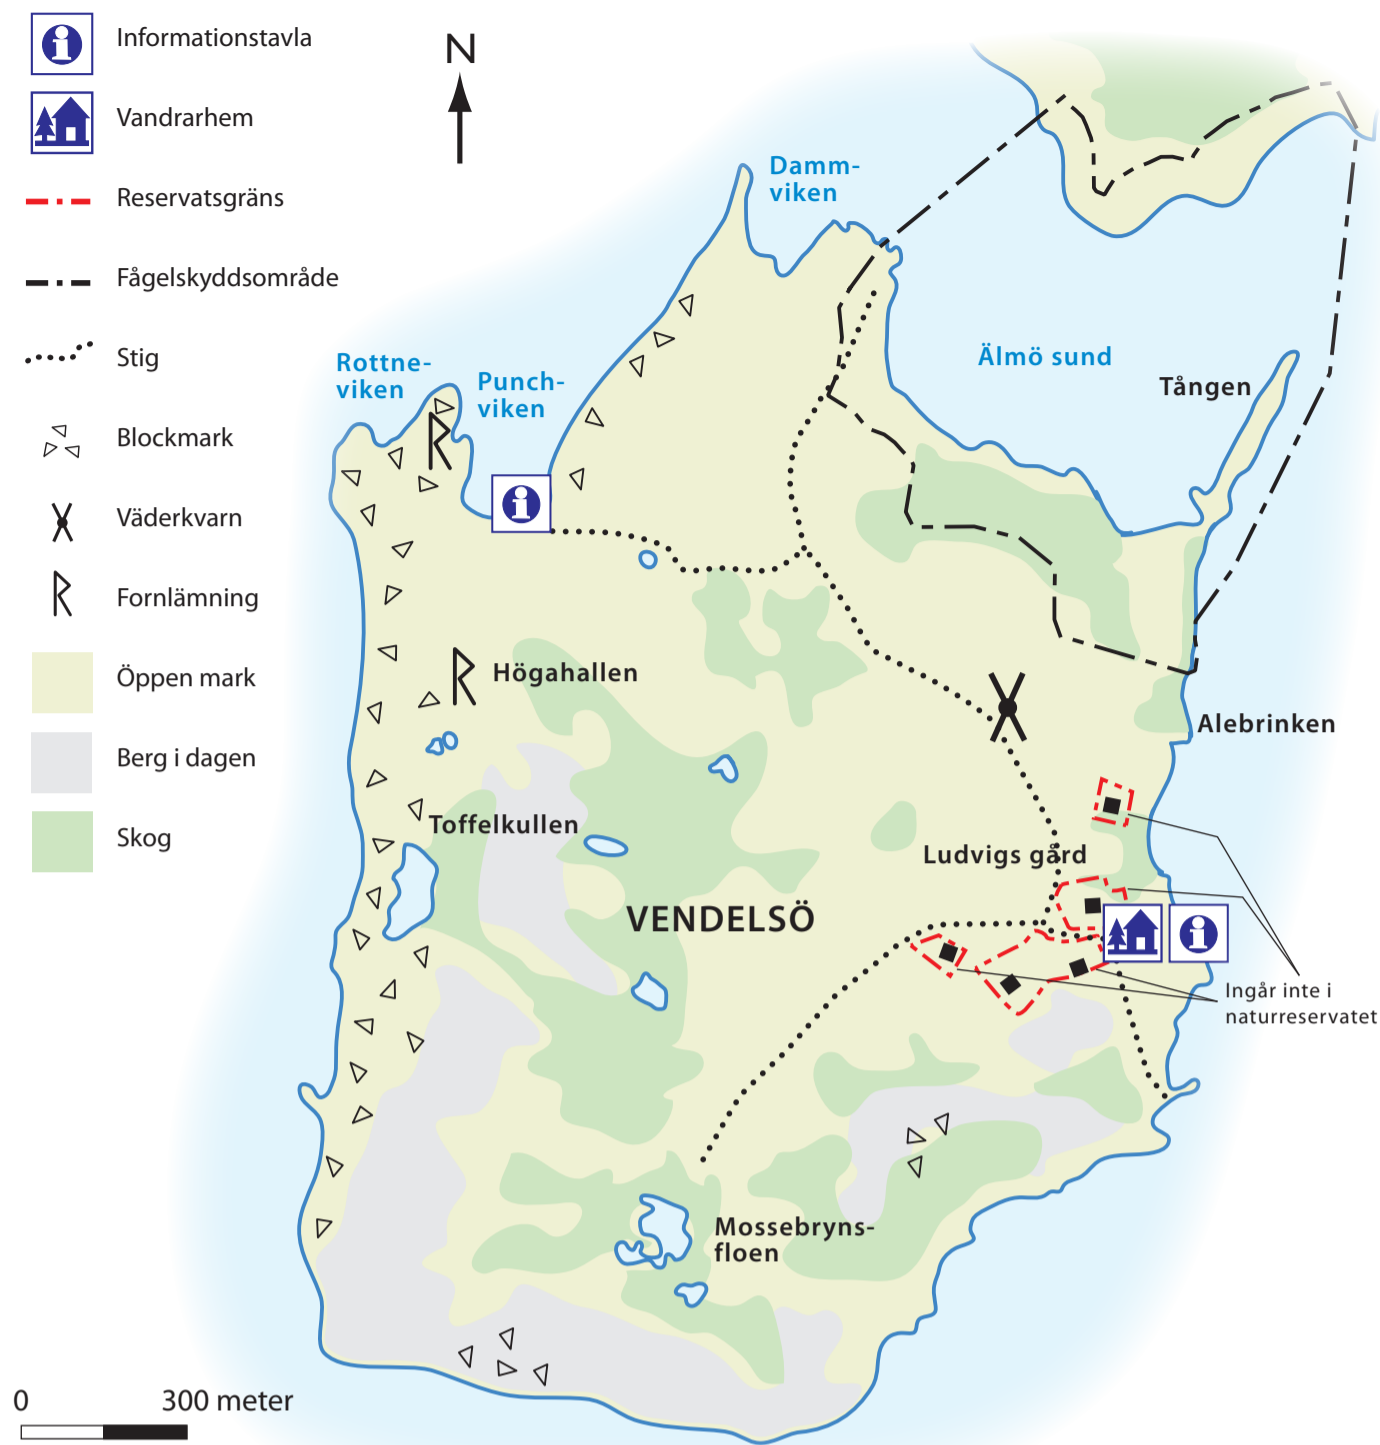 Informationstavla
Vandrarhem
Reservatsgräns
Fågelskyddsområde
Stig
Blockmark
Väderkvarn
Fornlämning
Öppen mark
Berg i dagen
Skog
N
Damm-
viken
Rottne-
viken
Punch-
viken
Älmö sund
Tången
Högahallen
Alebrinken
Toffelkullen
Ludvigs gård
VENDELSÖ
Ingår inte i
naturreservatet
Mossebryns-
floen
0 300 meter